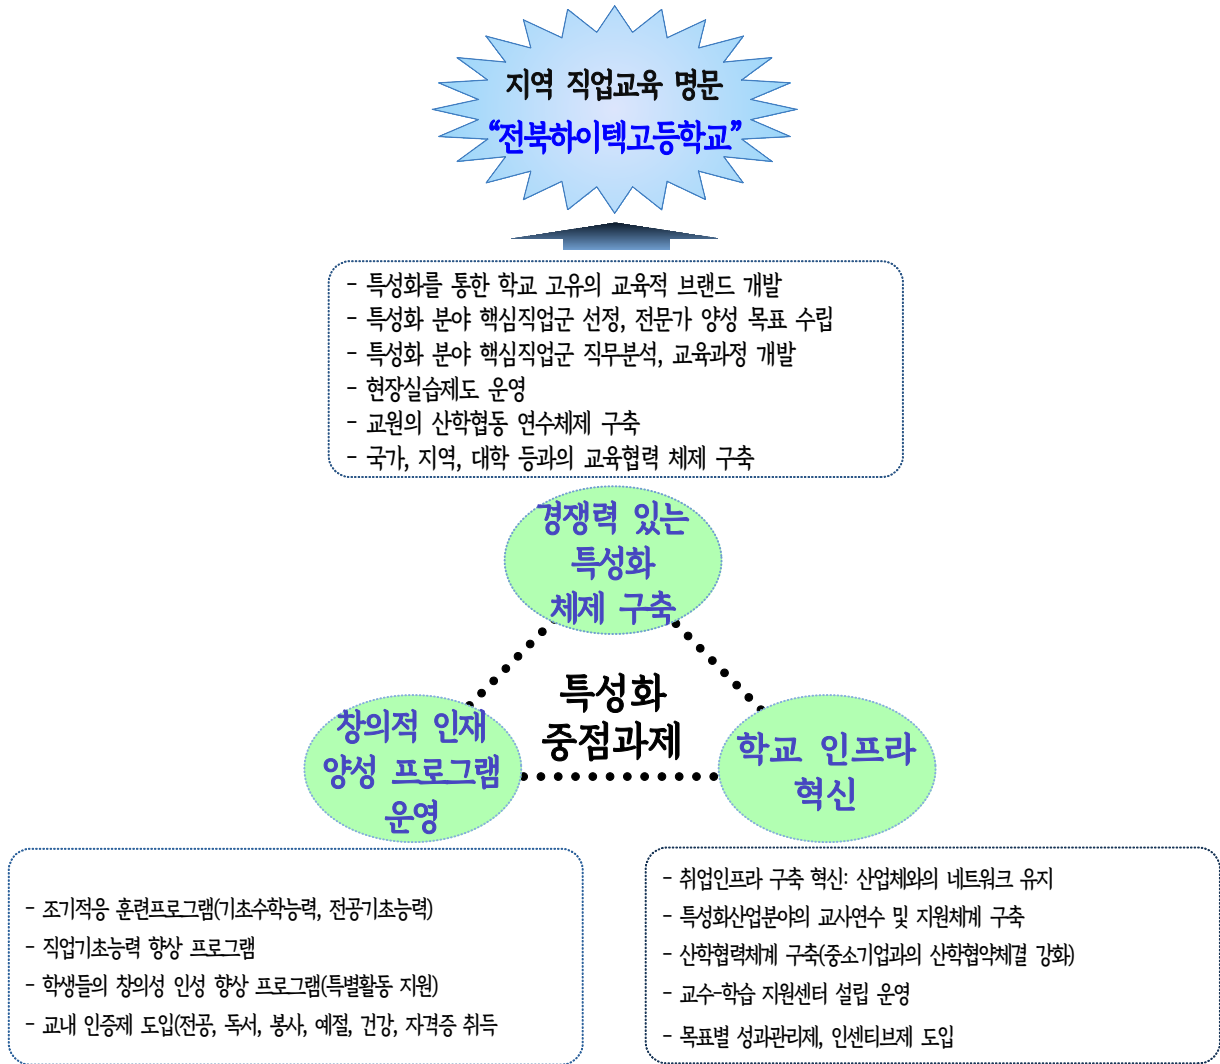 지역 직업교육 명문
“전북하이텍고등학교”
- 특성화를 통한 학교 고유의 교육적 브랜드 개발
- 특성화 분야 핵심직업군 선정, 전문가 양성 목표 수립
- 특성화 분야 핵심직업군 직무분석, 교육과정 개발
- 현장실습제도 운영
- 교원의 산학협동 연수체제 구축
- 국가, 지역, 대학 등과의 교육협력 체제 구축
경쟁력 있는
특성화
체제 구축
특성화
중점과제
창의적 인재
양성 프로그램
운영
학교 인프라
혁신
- 조기적응 훈련프로그램(기초수학능력, 전공기초능력)
- 직업기초능력 향상 프로그램
- 학생들의 창의성 인성 향상 프로그램(특별활동 지원)
- 교내 인증제 도입(전공, 독서, 봉사, 예절, 건강, 자격증 취득
- 취업인프라 구축 혁신: 산업체와의 네트워크 유지
- 특성화산업분야의 교사연수 및 지원체계 구축
- 산학협력체계 구축(중소기업과의 산학협약체결 강화)
- 교수-학습 지원센터 설립 운영
- 목표별 성과관리제, 인센티브제 도입